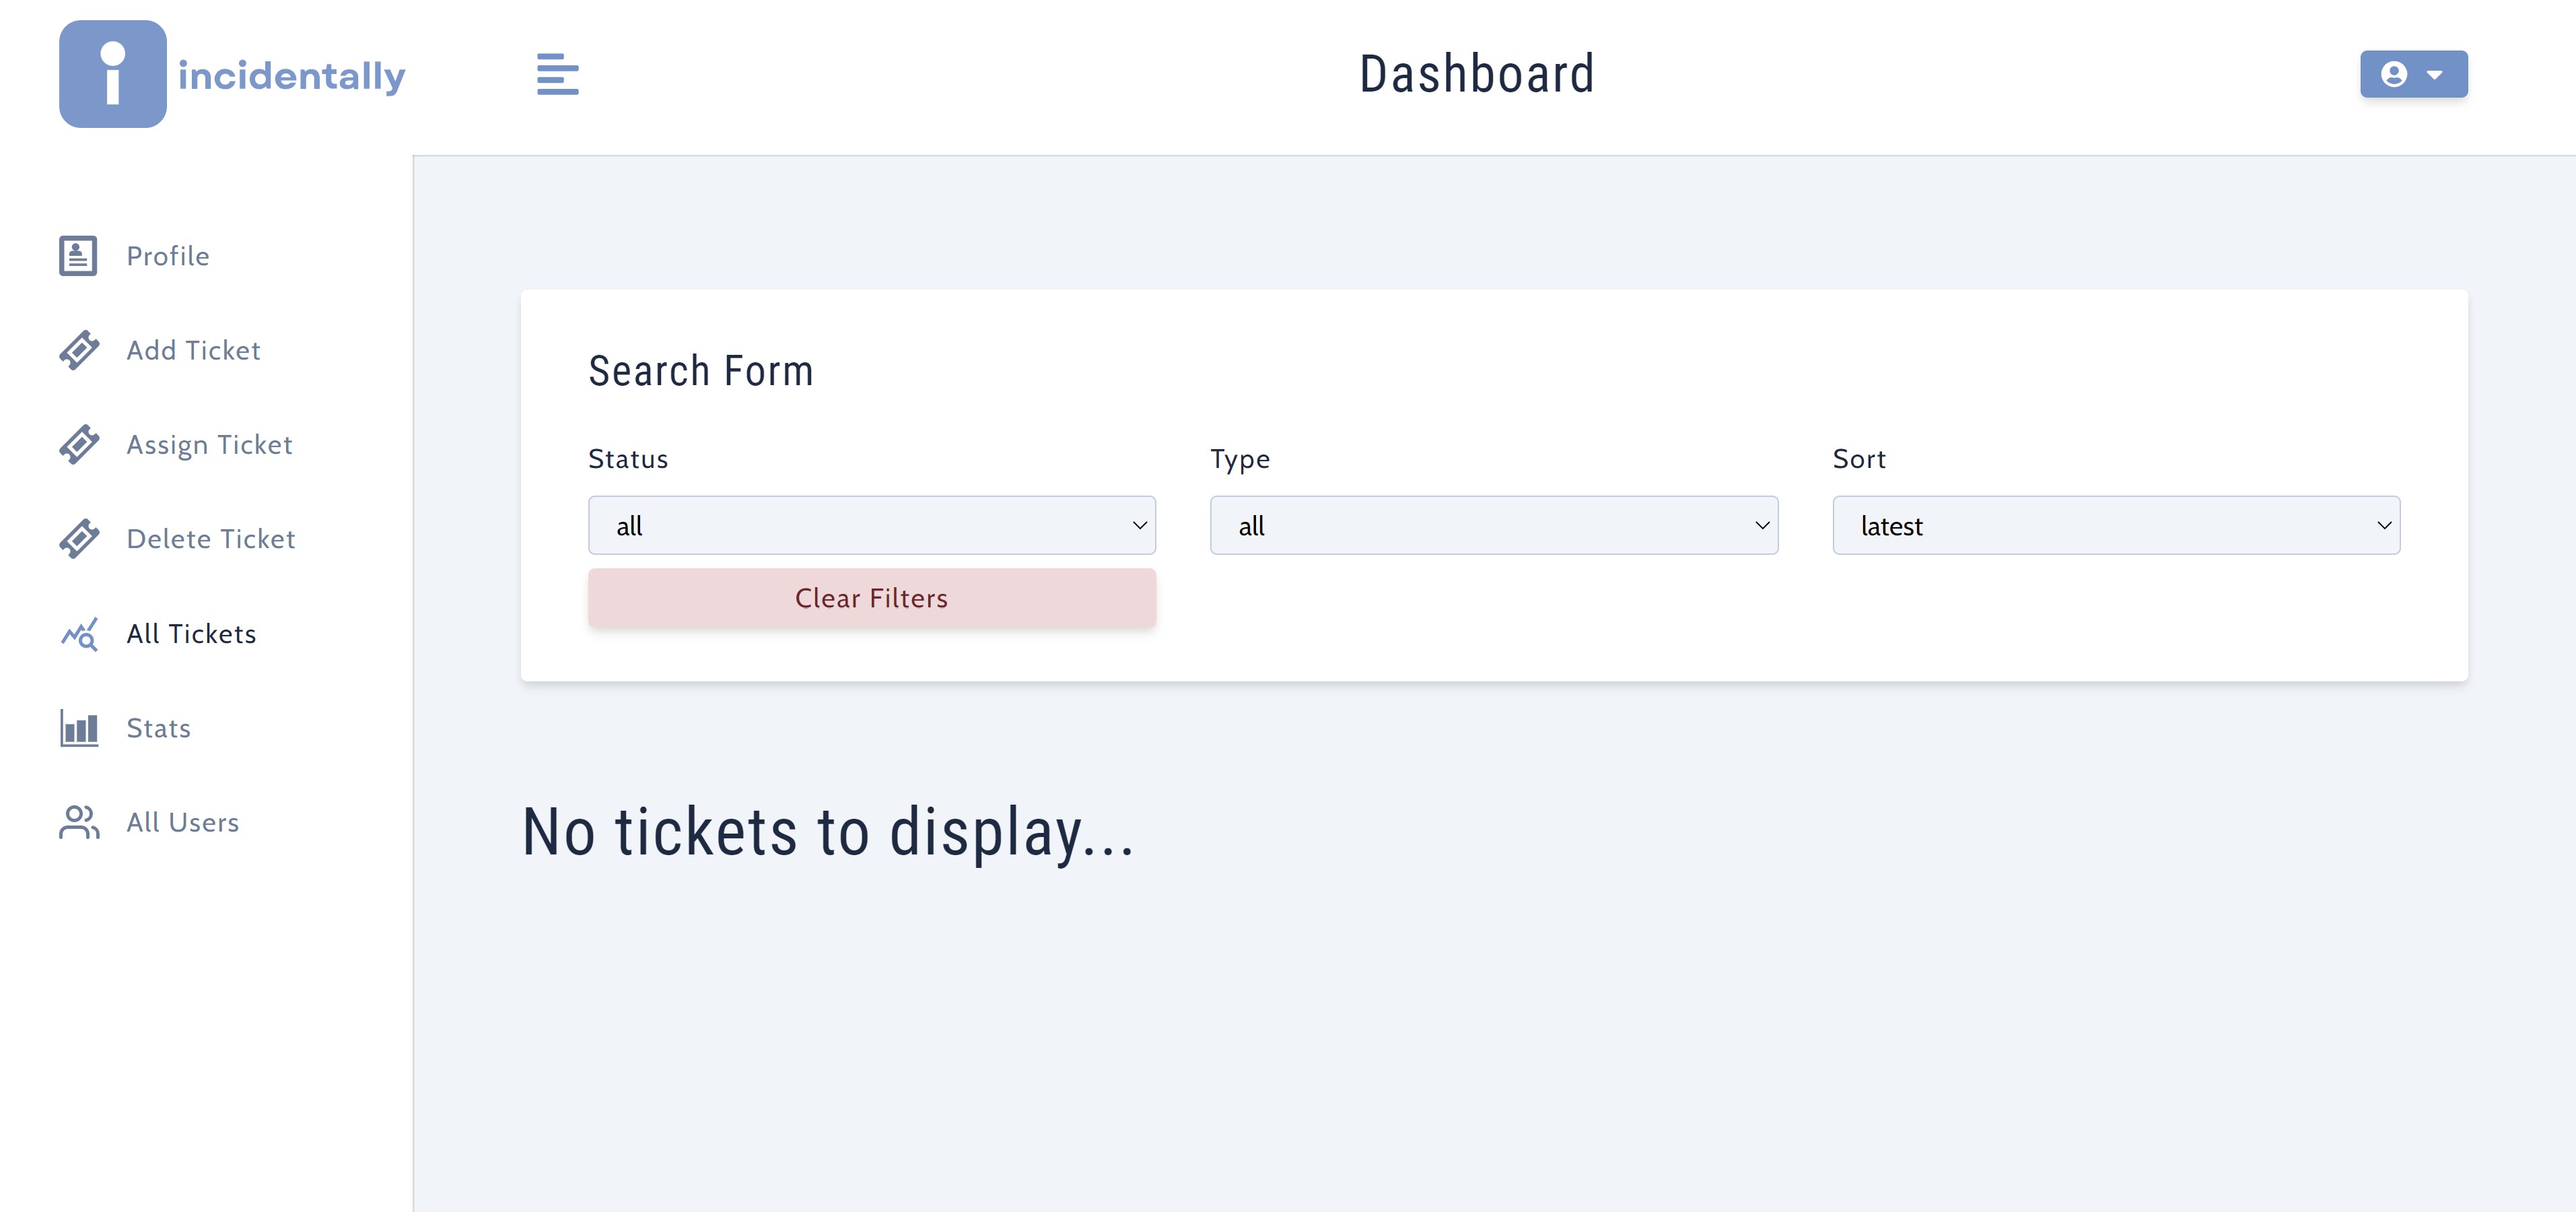 incidentally
Dashboard
Profile
Add Ticket
Assign Ticket
Delete Ticket
All Tickets
Stats
All Users
Search Form
Status
all
Type
all
Sort
latest
Clear Filters
No tickets to display...